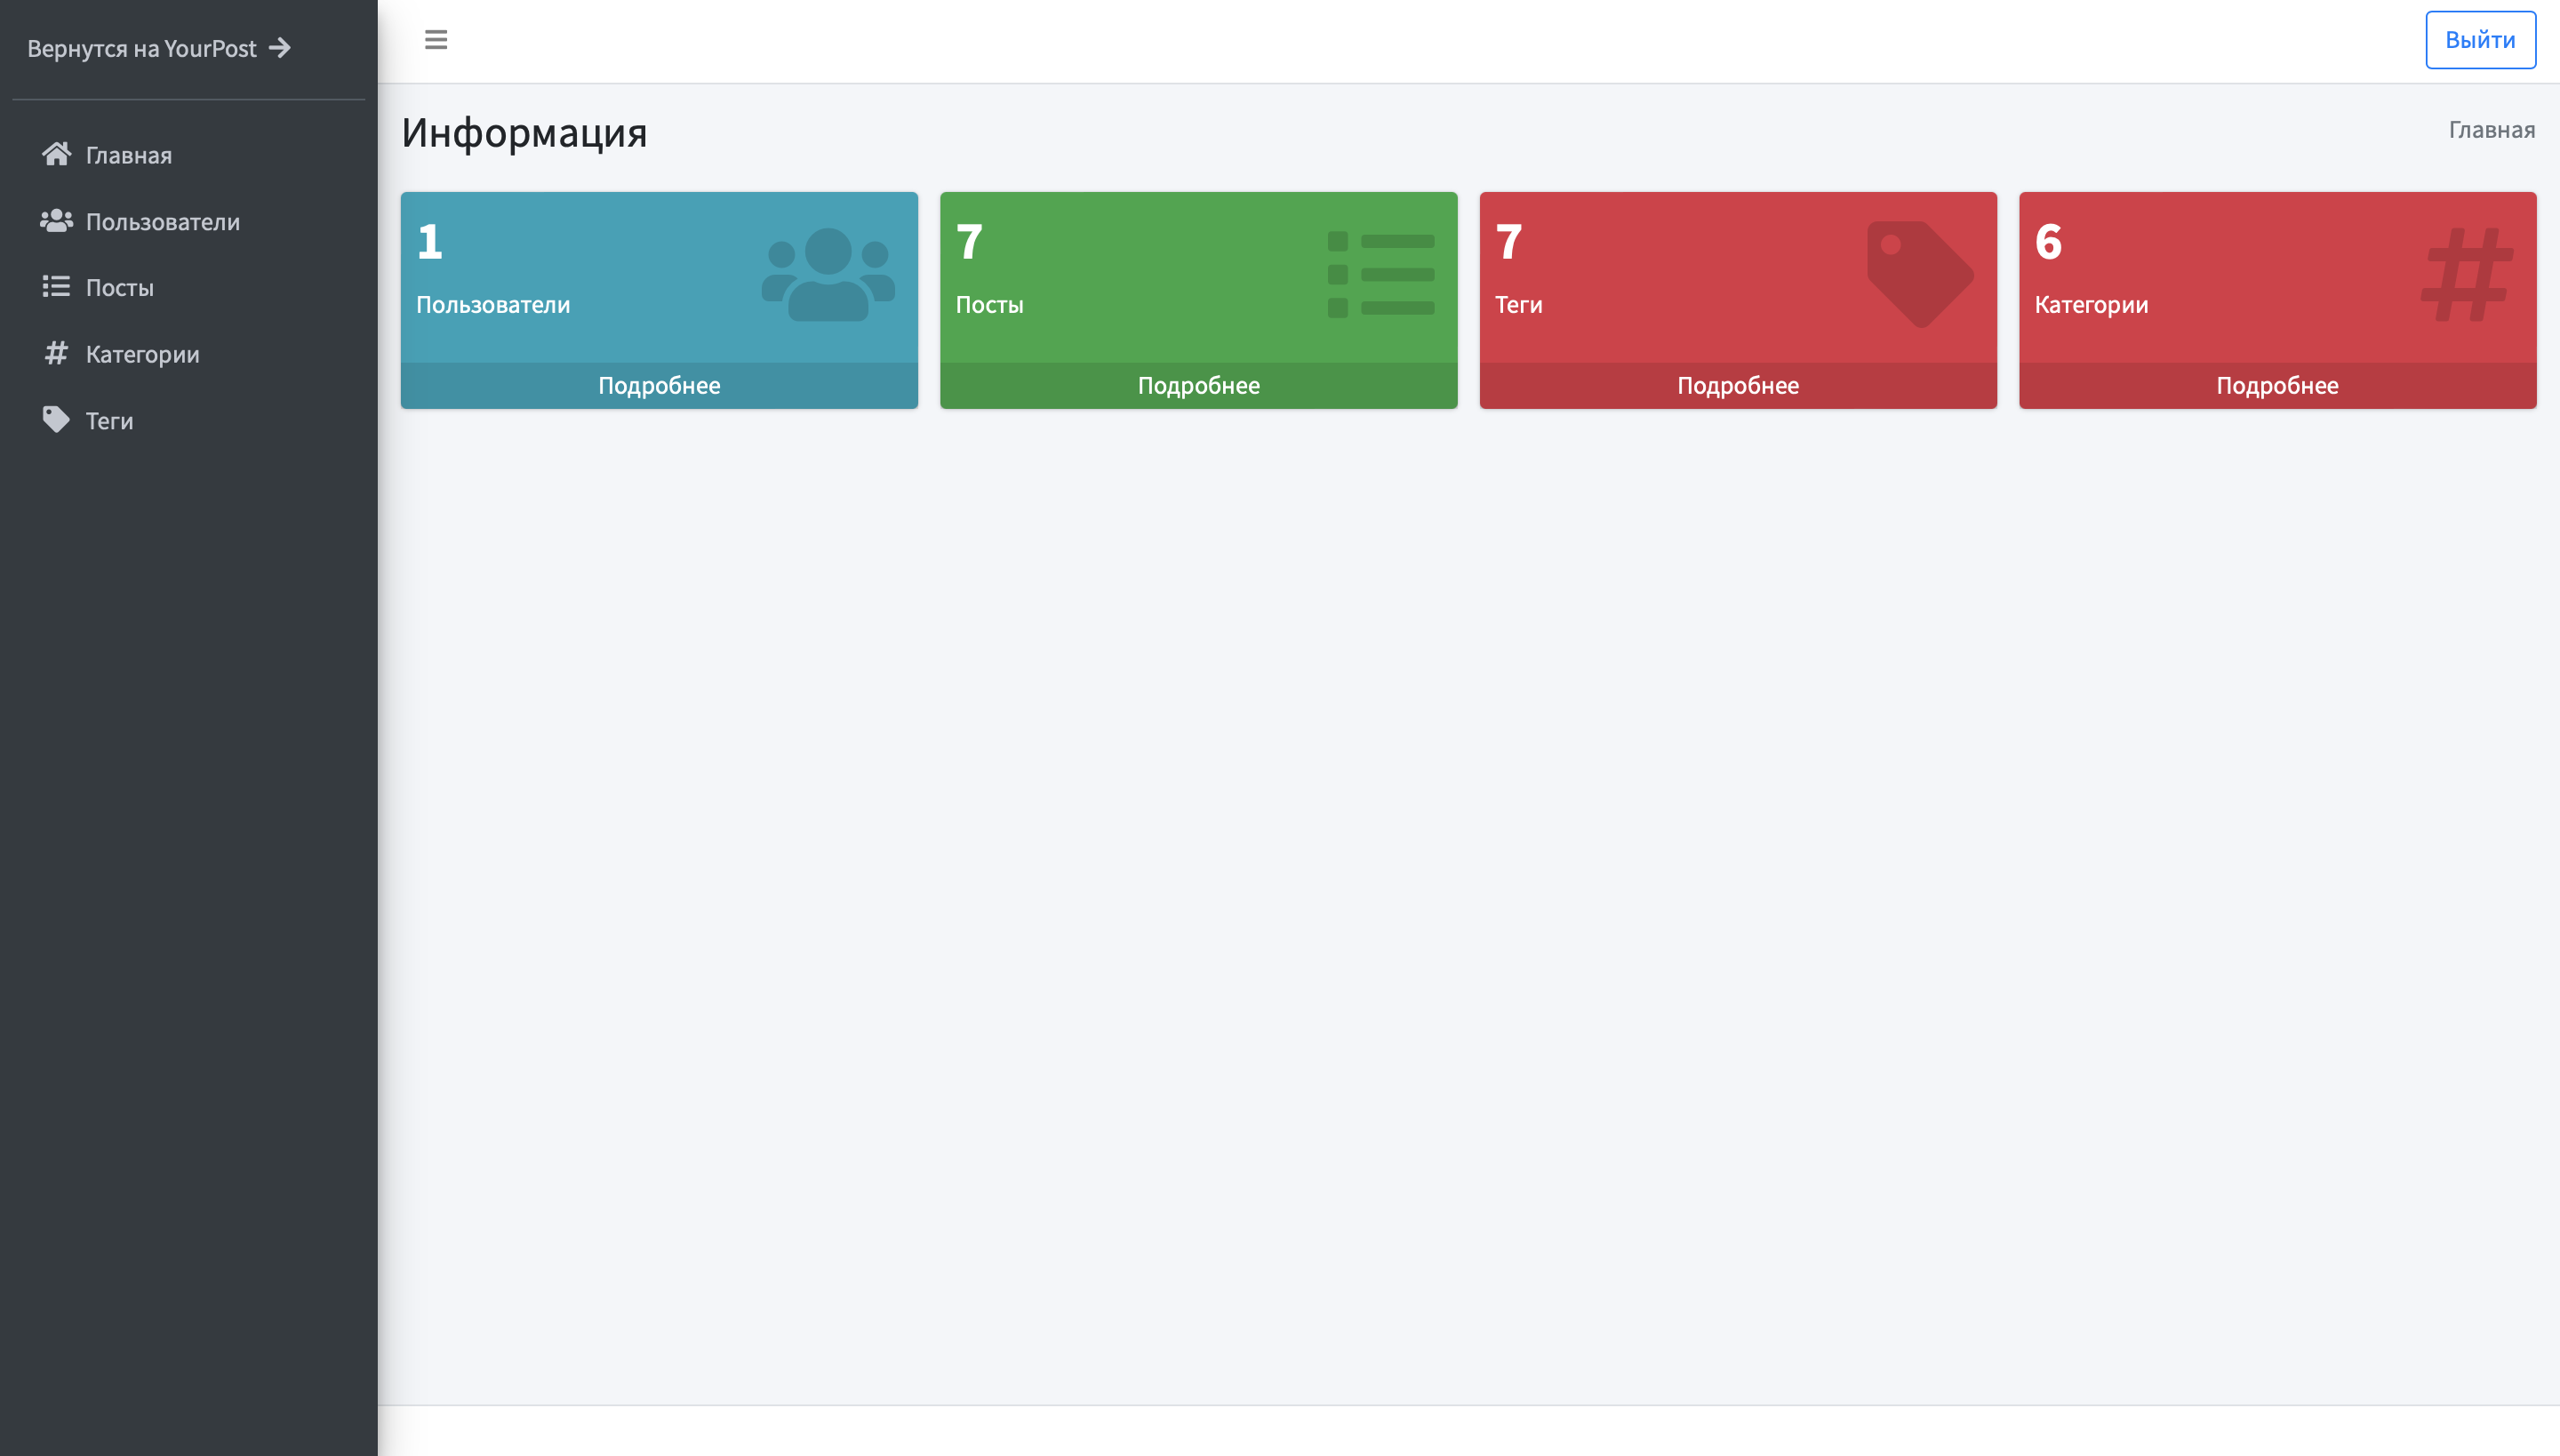 Вернутся на YourPost
Главная
Пользователи
Посты
Категории
Теги
Выйти
Информация
Главная
1
Пользователи
Подробнее
7
Посты
Подробнее
7
Теги
Подробнее
6
Категории
Подробнее